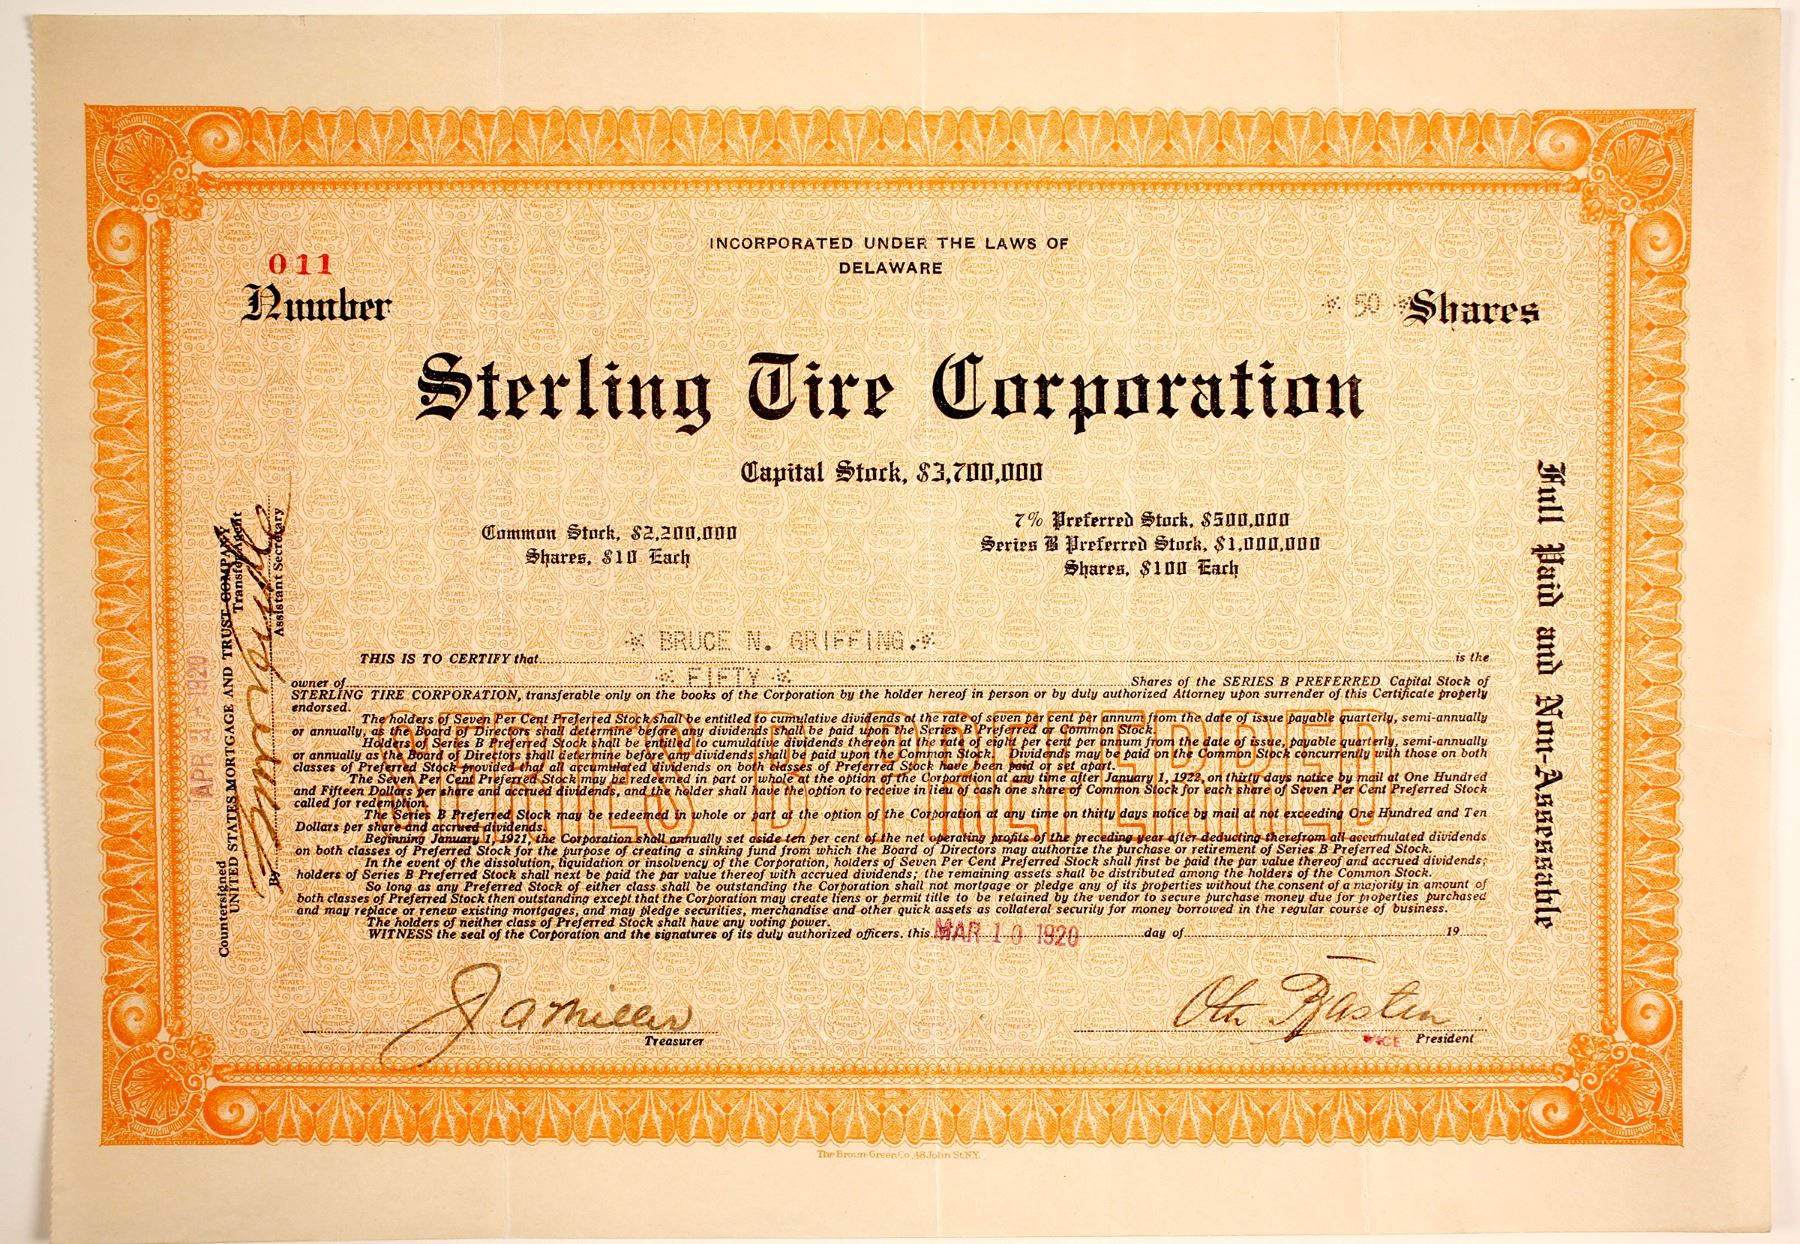 INCORPORATED UNDER THE LAWS OF
DELAWARE
011
Number
* 50 * Shares
Sterling Tire Corporation
Capital Stock, $3,700,000
Common Stock, $2,200,000
Shares, $10 Each
7% Preferred Stock, $500,000
Series B Preferred Stock, $1,000,000
Shares, $100 Each
Full Paid and Non-Assessable
Countersigned
UNITED STATES MORTGAGE AND TRUST COMPANY
Transfer Agent
By
Assistant Secretary
APR 1920
* BRUCE N. GRIFFING.*
THIS IS TO CERTIFY that is the
* FIFTY *
owner of Shares of the SERIES B PREFERRED Capital Stock of
STERLING TIRE CORPORATION, transferable only on the books of the Corporation by the holder hereof in person or by duly authorized Attorney upon surrender of this Certificate properly
endorsed.
The holders of Seven Per Cent Preferred Stock shall be entitled to cumulative dividends at the rate of seven per cent per annum from the date of issue payable quarterly, semi-annually
or annually, as the Board of Directors shall determine before any dividends shall be paid upon the Series B Preferred or Common Stock.
Holders of Series B Preferred Stock shall be entitled to cumulative dividends thereon at the rate of eight per cent per annum from the date of issue, payable quarterly, semi-annually
or annually as the Board of Directors shall determine before any dividends shall be paid upon the Common Stock. Dividends may be paid on the Common Stock concurrently with those on both
classes of Preferred Stock provided that all accumulated dividends on both classes of Preferred Stock have been paid or set apart.
The Seven Per Cent Preferred Stock may be redeemed in part or whole at the option of the Corporation at any time after January 1, 1922, on thirty days notice by mail at One Hundred
and Fifteen Dollars per share and accrued dividends, and the holder shall have the option to receive in lieu of cash one share of Common Stock for each share of Seven Per Cent Preferred Stock
called for redemption.
The Series B Preferred Stock may be redeemed in whole or part at the option of the Corporation at any time on thirty days notice by mail at not exceeding One Hundred and Ten
Dollars per share and accrued dividends.
Beginning January 1, 1921, the Corporation shall annually set aside ten per cent of the net operating profits of the preceding year after deducting therefrom all accumulated dividends
on both classes of Preferred Stock for the purpose of creating a sinking fund from which the Board of Directors may authorize the purchase or retirement of Series B Preferred Stock.
In the event of the dissolution, liquidation or insolvency of the Corporation, holders of Seven Per Cent Preferred Stock shall first be paid the par value thereof and accrued dividends;
holders of Series B Preferred Stock shall next be paid the par value thereof with accrued dividends; the remaining assets shall be distributed among the holders of the Common Stock.
So long as any Preferred Stock of either class shall be outstanding the Corporation shall not mortgage or pledge any of its properties without the consent of a majority in amount of
both classes of Preferred Stock then outstanding except that the Corporation may create liens or permit title to be retained by the vendor to secure purchase money due for properties purchased
and may replace or renew existing mortgages, and may pledge securities, merchandise and other quick assets as collateral security for money borrowed in the regular course of business.
The holders of neither class of Preferred Stock shall have any voting power.
WITNESS the seal of the Corporation and the signatures of its duly authorized officers. this MAR 10 1920 day of 19
SERIES B PREFERRED
J A Miller
Treasurer
VICE President
The Broun-Green Co. 48 John St. N.Y.